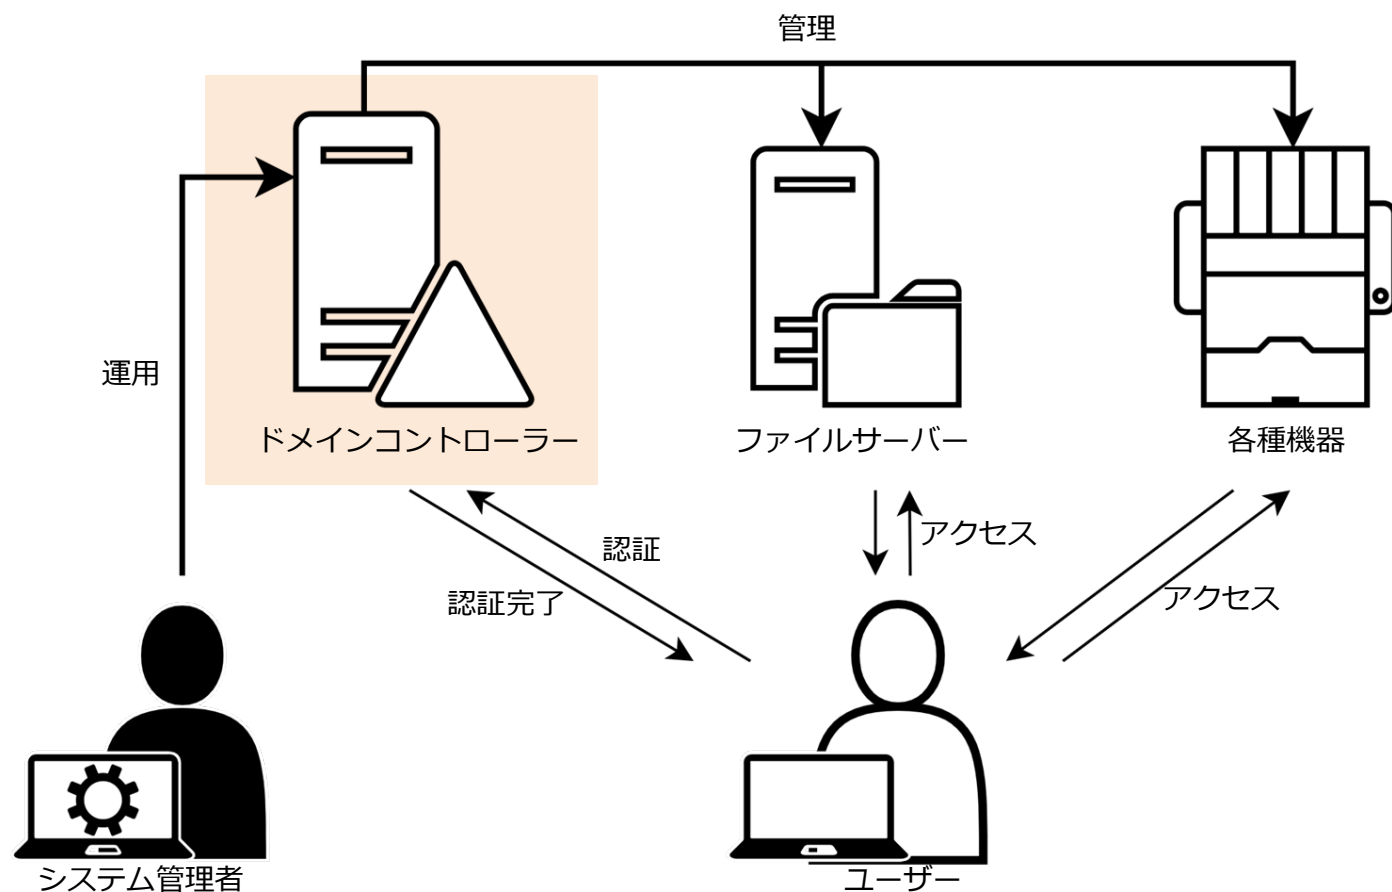 管理
運用
ドメインコントローラー
ファイルサーバー
各種機器
認証
アクセス
認証完了
アクセス
システム管理者
ユーザー